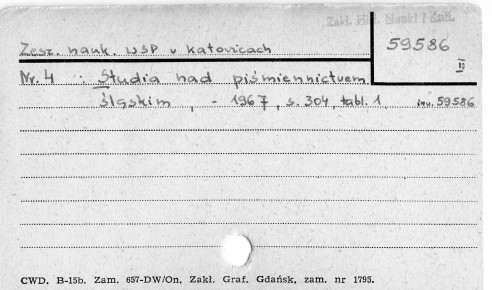 Zakł. Hist. Nauki i Tech.
Zesz. nauk. WSP w Katowicach
59586
II
Nr. 4 : Studia nad piśmiennictwem
śląskim, - 1967, s. 304, tabl. 1 inw. 59586
CWD. B-15b. Zam. 657-DW/On, Zakł. Graf. Gdańsk, zam. nr 1795.